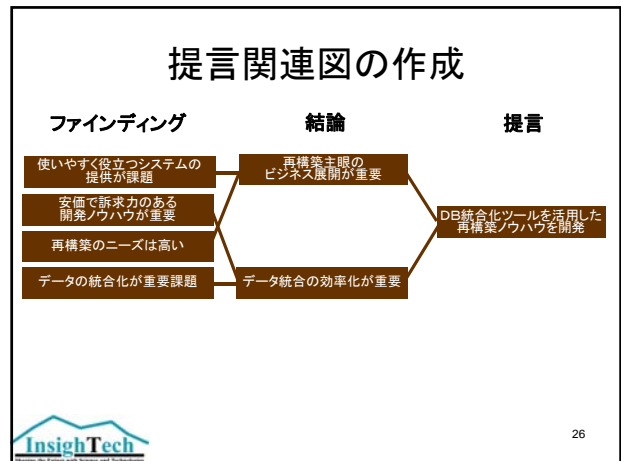 提言関連図の作成
ファインディング
結論
提言
使いやすく役立つシステムの
提供が課題
安価で訴求力のある
開発ノウハウが重要
再構築のニーズは高い
データの統合化が重要課題
再構築主眼の
ビジネス展開が重要
データ統合の効率化が重要
DB統合化ツールを活用した
再構築ノウハウを開発
InsighTech
26